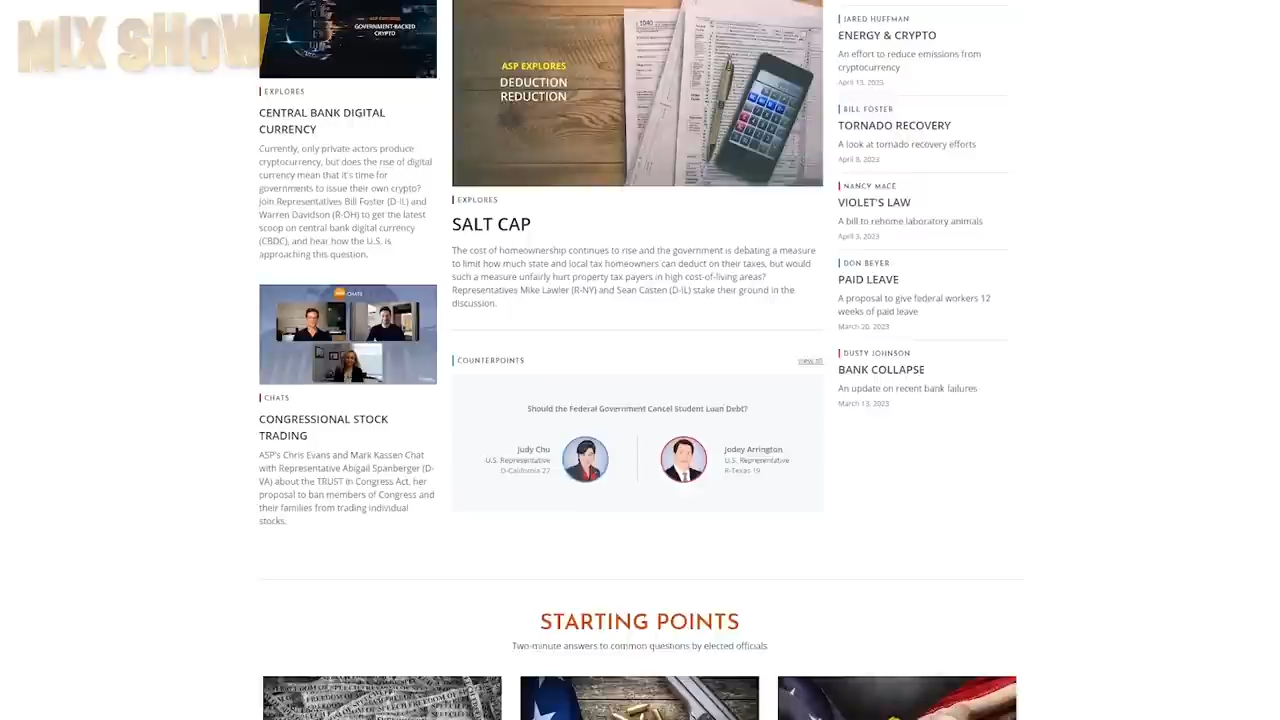 MIX SHOW
ASP EXPLORES
GOVERNMENT-BACKED
CRYPTO
EXPLORES
CENTRAL BANK DIGITAL
CURRENCY
Currently, only private actors produce
cryptocurrency, but does the rise of digital
currency mean that it's time for
governments to issue their own crypto?
Join Representatives Bill Foster (D-IL) and
Warren Davidson (R-OH) to get the latest
scoop on central bank digital currency
(CBDC), and hear how the U.S. is
approaching this question.
CHATS
CHATS
CONGRESSIONAL STOCK
TRADING
ASP's Chris Evans and Mark Kassen Chat
with Representative Abigail Spanberger (D-
VA) about the TRUST in Congress Act, her
proposal to ban members of Congress and
their families from trading individual
stocks.
1040
ASP EXPLORES
DEDUCTION
REDUCTION
EXPLORES
SALT CAP
The cost of homeownership continues to rise and the government is debating a measure
to limit how much state and local tax homeowners can deduct on their taxes, but would
such a measure unfairly hurt property tax payers in high cost-of-living areas?
Representatives Mike Lawler (R-NY) and Sean Casten (D-IL) stake their ground in the
discussion.
COUNTERPOINTS
view all
Should the Federal Government Cancel Student Loan Debt?
Judy Chu
U.S. Representative
D-California 27
Jodey Arrington
U.S. Representative
R-Texas 19
JARED HUFFMAN
ENERGY & CRYPTO
An effort to reduce emissions from
cryptocurrency
April 13, 2023
BILL FOSTER
TORNADO RECOVERY
A look at tornado recovery efforts
April 8, 2023
NANCY MACE
VIOLET'S LAW
A bill to rehome laboratory animals
April 3, 2023
DON BEYER
PAID LEAVE
A proposal to give federal workers 12
weeks of paid leave
March 20, 2023
DUSTY JOHNSON
BANK COLLAPSE
An update on recent bank failures
March 13, 2023
STARTING POINTS
Two-minute answers to common questions by elected officials
FREEDOM OF SPEECH